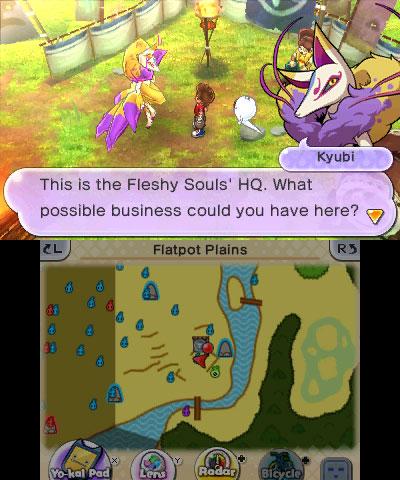 Kyubi
This is the Fleshy Souls' HQ. What
possible business could you have here?
L
Flatpot Plains
R
Yo-kai Pad
X
Lens
Y
Radar
Bicycle